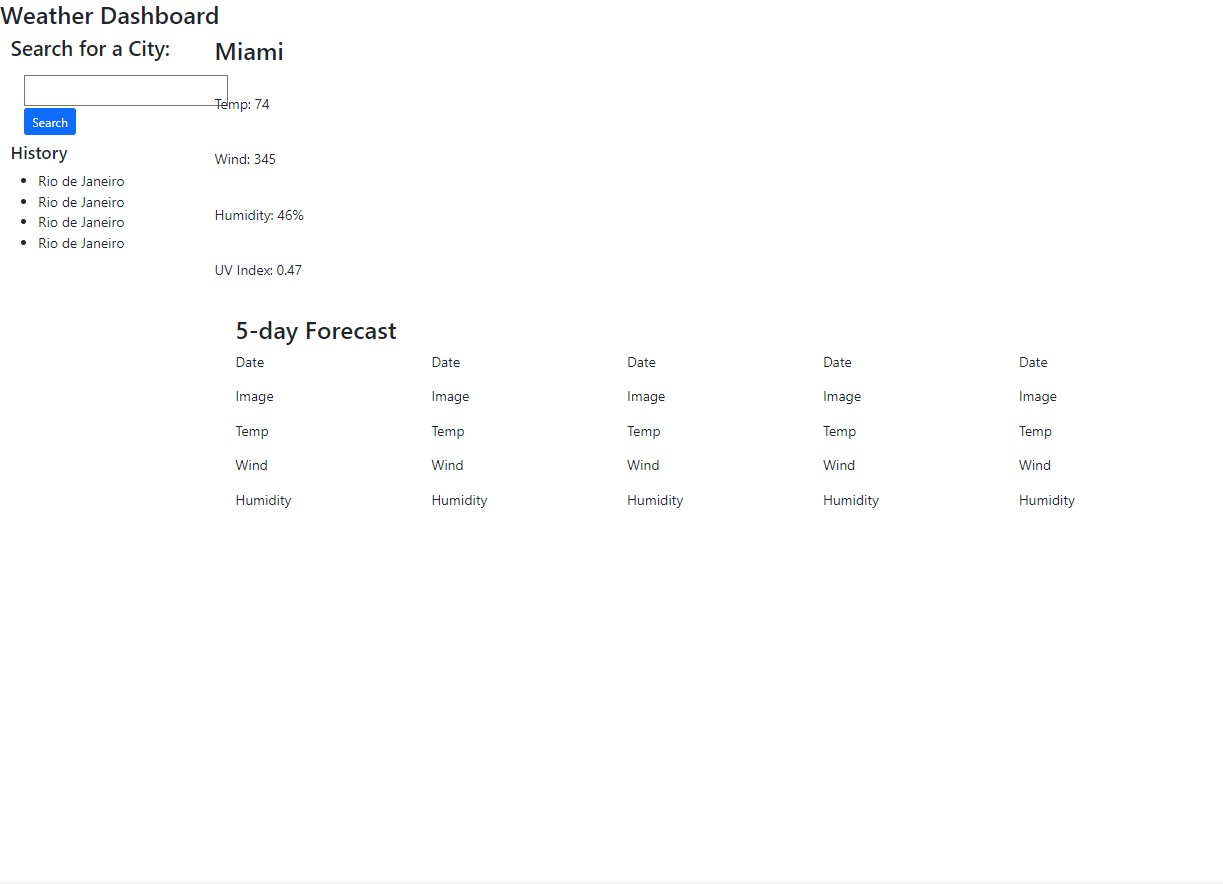 Weather Dashboard
Search for a City:
Search
History
Rio de Janeiro
Rio de Janeiro
Rio de Janeiro
Rio de Janeiro
Miami
Temp: 74
Wind: 345
Humidity: 46%
UV Index: 0.47
5-day Forecast
Date Date Date Date Date
Image Image Image Image Image
Temp Temp Temp Temp Temp
Wind Wind Wind Wind Wind
Humidity Humidity Humidity Humidity Humidity